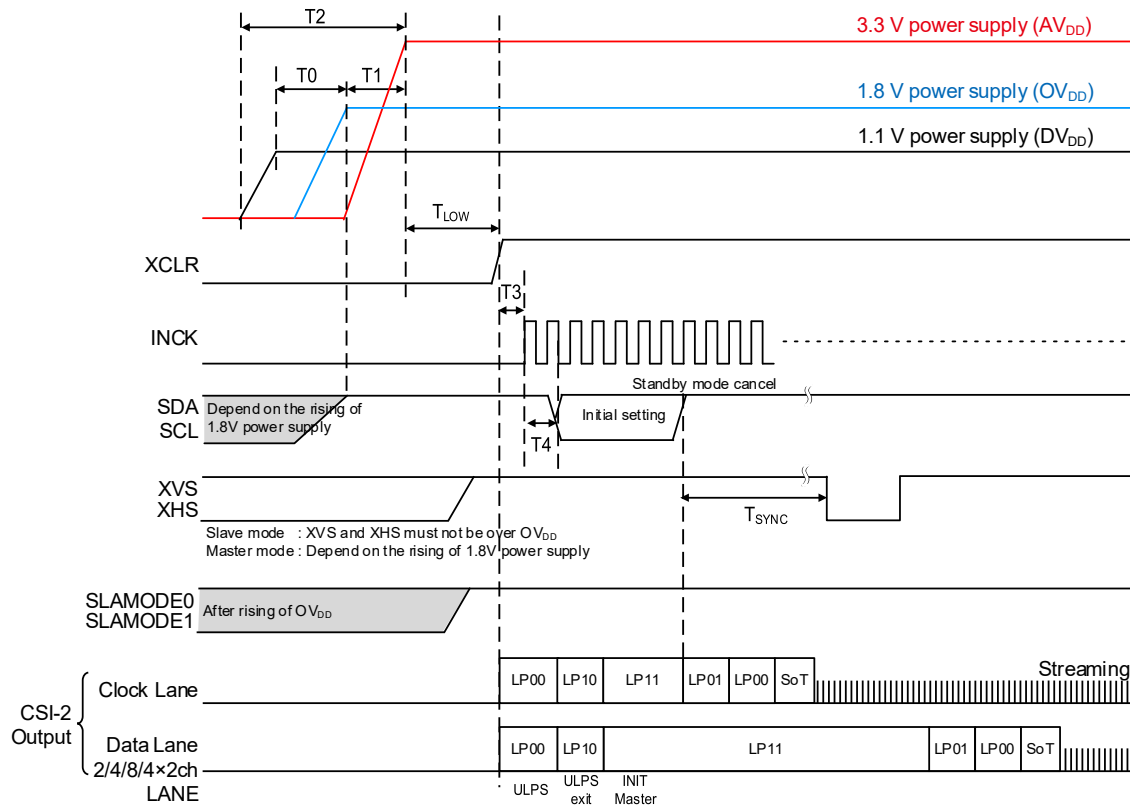 T2
3.3 V power supply (AVDD)
T0
T1
1.8 V power supply (OVDD)
1.1 V power supply (DVDD)
TLOW
XCLR
T3
INCK
Standby mode cancel
SDA
SCL
Depend on the rising of
1.8V power supply
Initial setting
T4
XVS
XHS
TSYNC
Slave mode : XVS and XHS must not be over OVDD
Master mode : Depend on the rising of 1.8V power supply
SLAMODE0
SLAMODE1
After rising of OVDD
CSI-2
Output
Clock Lane
LP00 LP10 LP11 LP01 LP00 SoT
Streaming
Data Lane
2/4/8/4×2ch
LANE
LP00 LP10 LP11 LP01 LP00 SoT
ULPS
ULPS
exit
INIT
Master